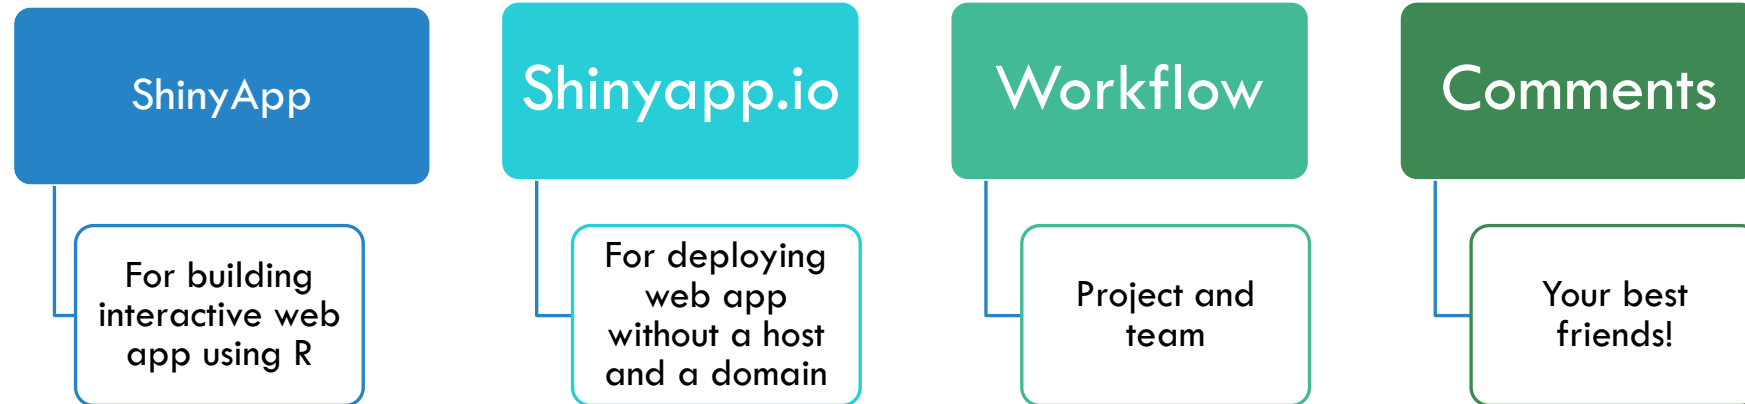 ShinyApp
For building
interactive web
app using R
Shinyapp.io
For deploying
web app
without a host
and a domain
Workflow
Project and
team
Comments
Your best
friends!